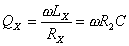 Q_X = ωL_X / R_X = ωR_2C